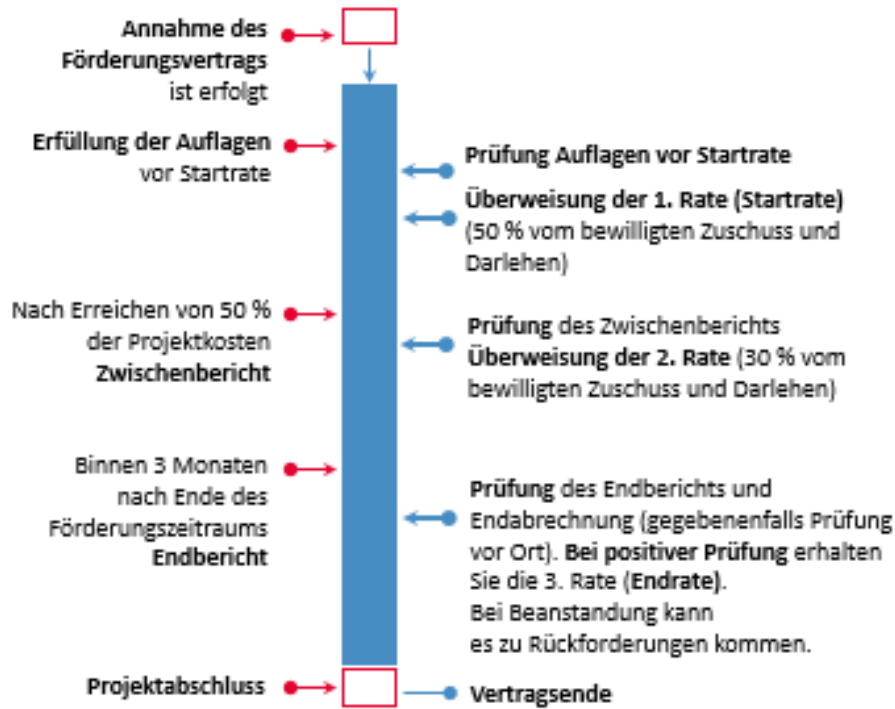 Annahme des
Förderungsvertrags
ist erfolgt
Erfüllung der Auflagen
vor Startrate
Prüfung Auflagen vor Startrate
Überweisung der 1. Rate (Startrate)
(50 % vom bewilligten Zuschuss und
Darlehen)
Nach Erreichen von 50 %
der Projektkosten
Zwischenbericht
Prüfung des Zwischenberichts
Überweisung der 2. Rate (30 % vom
bewilligten Zuschuss und Darlehen)
Binnen 3 Monaten
nach Ende des
Förderungszeitraums
Endbericht
Prüfung des Endberichts und
Endabrechnung (gegebenenfalls Prüfung
vor Ort). Bei positiver Prüfung erhalten
Sie die 3. Rate (Endrate).
Bei Beanstandung kann
es zu Rückforderungen kommen.
Projektabschluss
Vertragsende